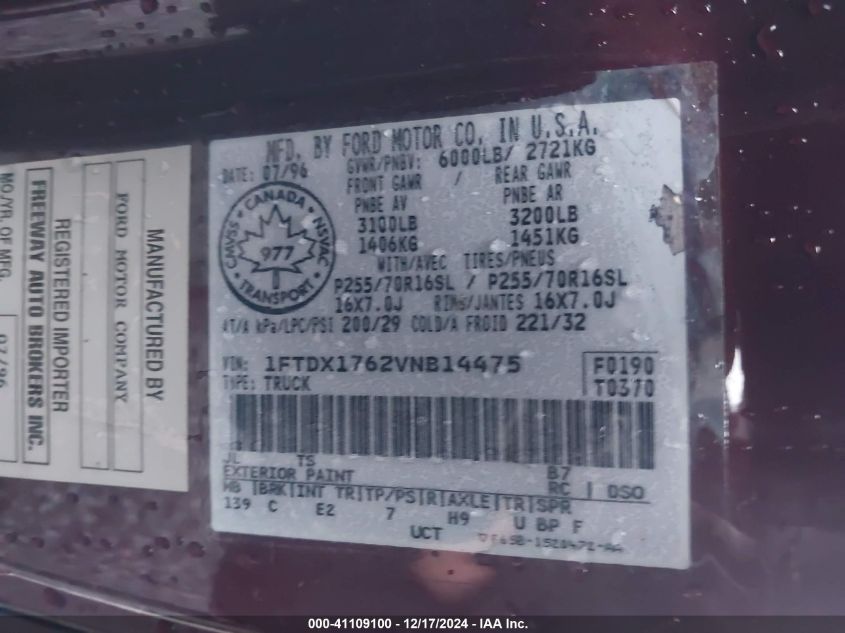 MFD. BY FORD MOTOR CO. IN U.S.A.
DATE: 07/96 GVWR/PNBV: 6000LB/ 2721KG
FRONT GAWR / REAR GAWR
PNBE AV PNBE AR
3100LB 3200LB
1406KG 1451KG
WITH/AVEC TIRES/PNEUS
P255/70R16SL / P255/70R16SL
16X7.0J RIMS/JANTES 16X7.0J
AT/A kPa/LPC/PSI 200/29 COLD/A FROID 221/32
CANADA
CMVSS NSVAC
977
TRANSPORT
VIN: 1FTDX1762VNB14475
TYPE: TRUCK
F0190
T0370
JL TS
EXTERIOR PAINT
B7
RC DSO
WB BRK INT TR TP/PS R AXLE TR SPR
139 C E2 7 H9 U BP F
UCT
MANUFACTURED BY
FORD MOTOR COMPANY
REGISTERED IMPORTER
FREEWAY AUTO BROKERS INC.
MO./YR. OF MFG.
07/96
000-41109100 - 12/17/2024 - IAA Inc.